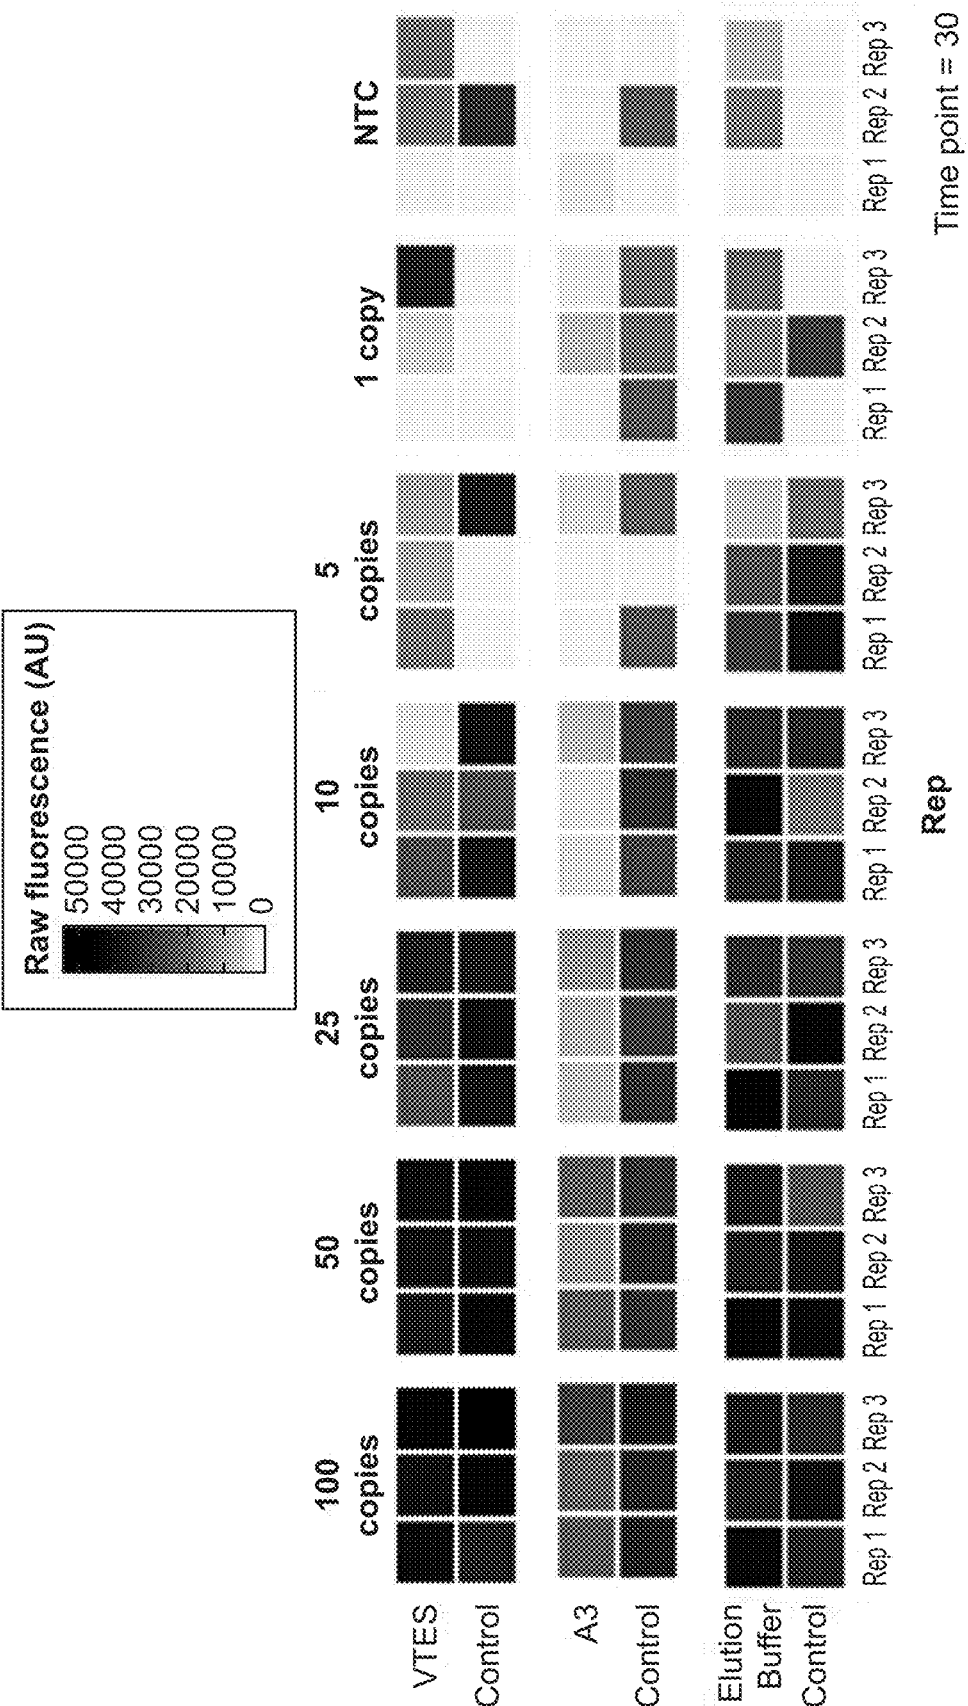 Raw fluorescence (AU)
50000
40000
30000
20000
10000
0
100
copies
50
copies
25
copies
10
copies
5
copies
1 copy
NTC
VTES
Control
A3
Control
Elution
Buffer
Control
Rep 1 Rep 2 Rep 3 Rep 1 Rep 2 Rep 3 Rep 1 Rep 2 Rep 3 Rep 1 Rep 2 Rep 3 Rep 1 Rep 2 Rep 3 Rep 1 Rep 2 Rep 3 Rep 1 Rep 2 Rep 3
Rep
Time point = 30